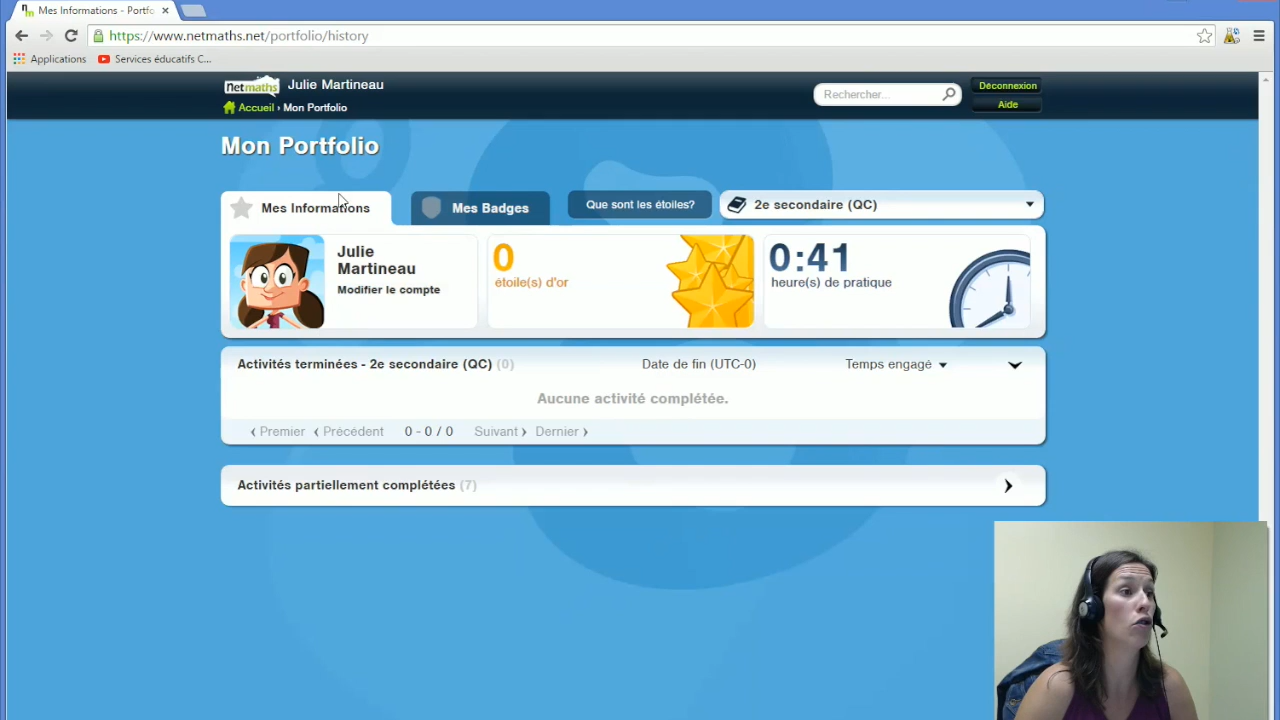 Mes Informations - Portfo
https://www.netmaths.net/portfolio/history
Applications
Services éducatifs C...
netmaths
Julie Martineau
Accueil › Mon Portfolio
Rechercher...
Déconnexion
Aide
Mon Portfolio
Mes Informations
Mes Badges
Que sont les étoiles?
2e secondaire (QC)
Julie
Martineau
Modifier le compte
0
étoile(s) d'or
0:41
heure(s) de pratique
Activités terminées - 2e secondaire (QC) (0)
Date de fin (UTC-0)
Temps engagé
Aucune activité complétée.
‹ Premier ‹ Précédent 0 - 0 / 0 Suivant › Dernier ›
Activités partiellement complétées (7)